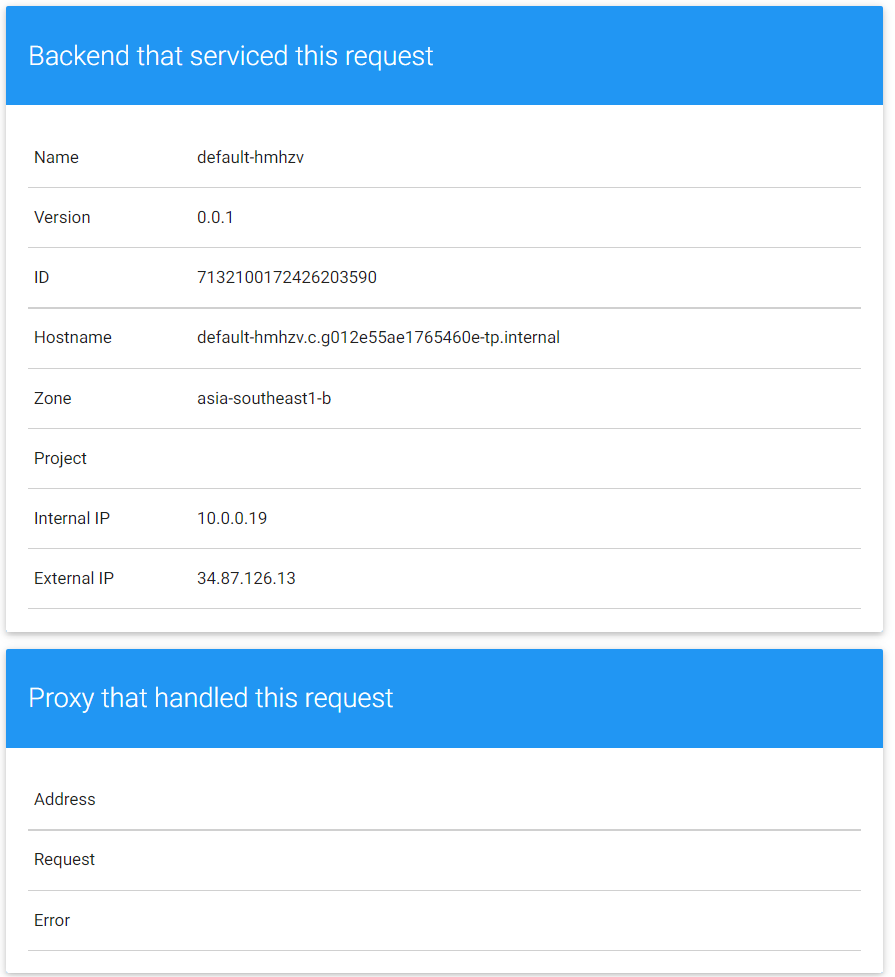 Backend that serviced this request
Name default-hmhzv
Version 0.0.1
ID 7132100172426203590
Hostname default-hmhzv.c.g012e55ae1765460e-tp.internal
Zone asia-southeast1-b
Project
Internal IP 10.0.0.19
External IP 34.87.126.13
Proxy that handled this request
Address
Request
Error